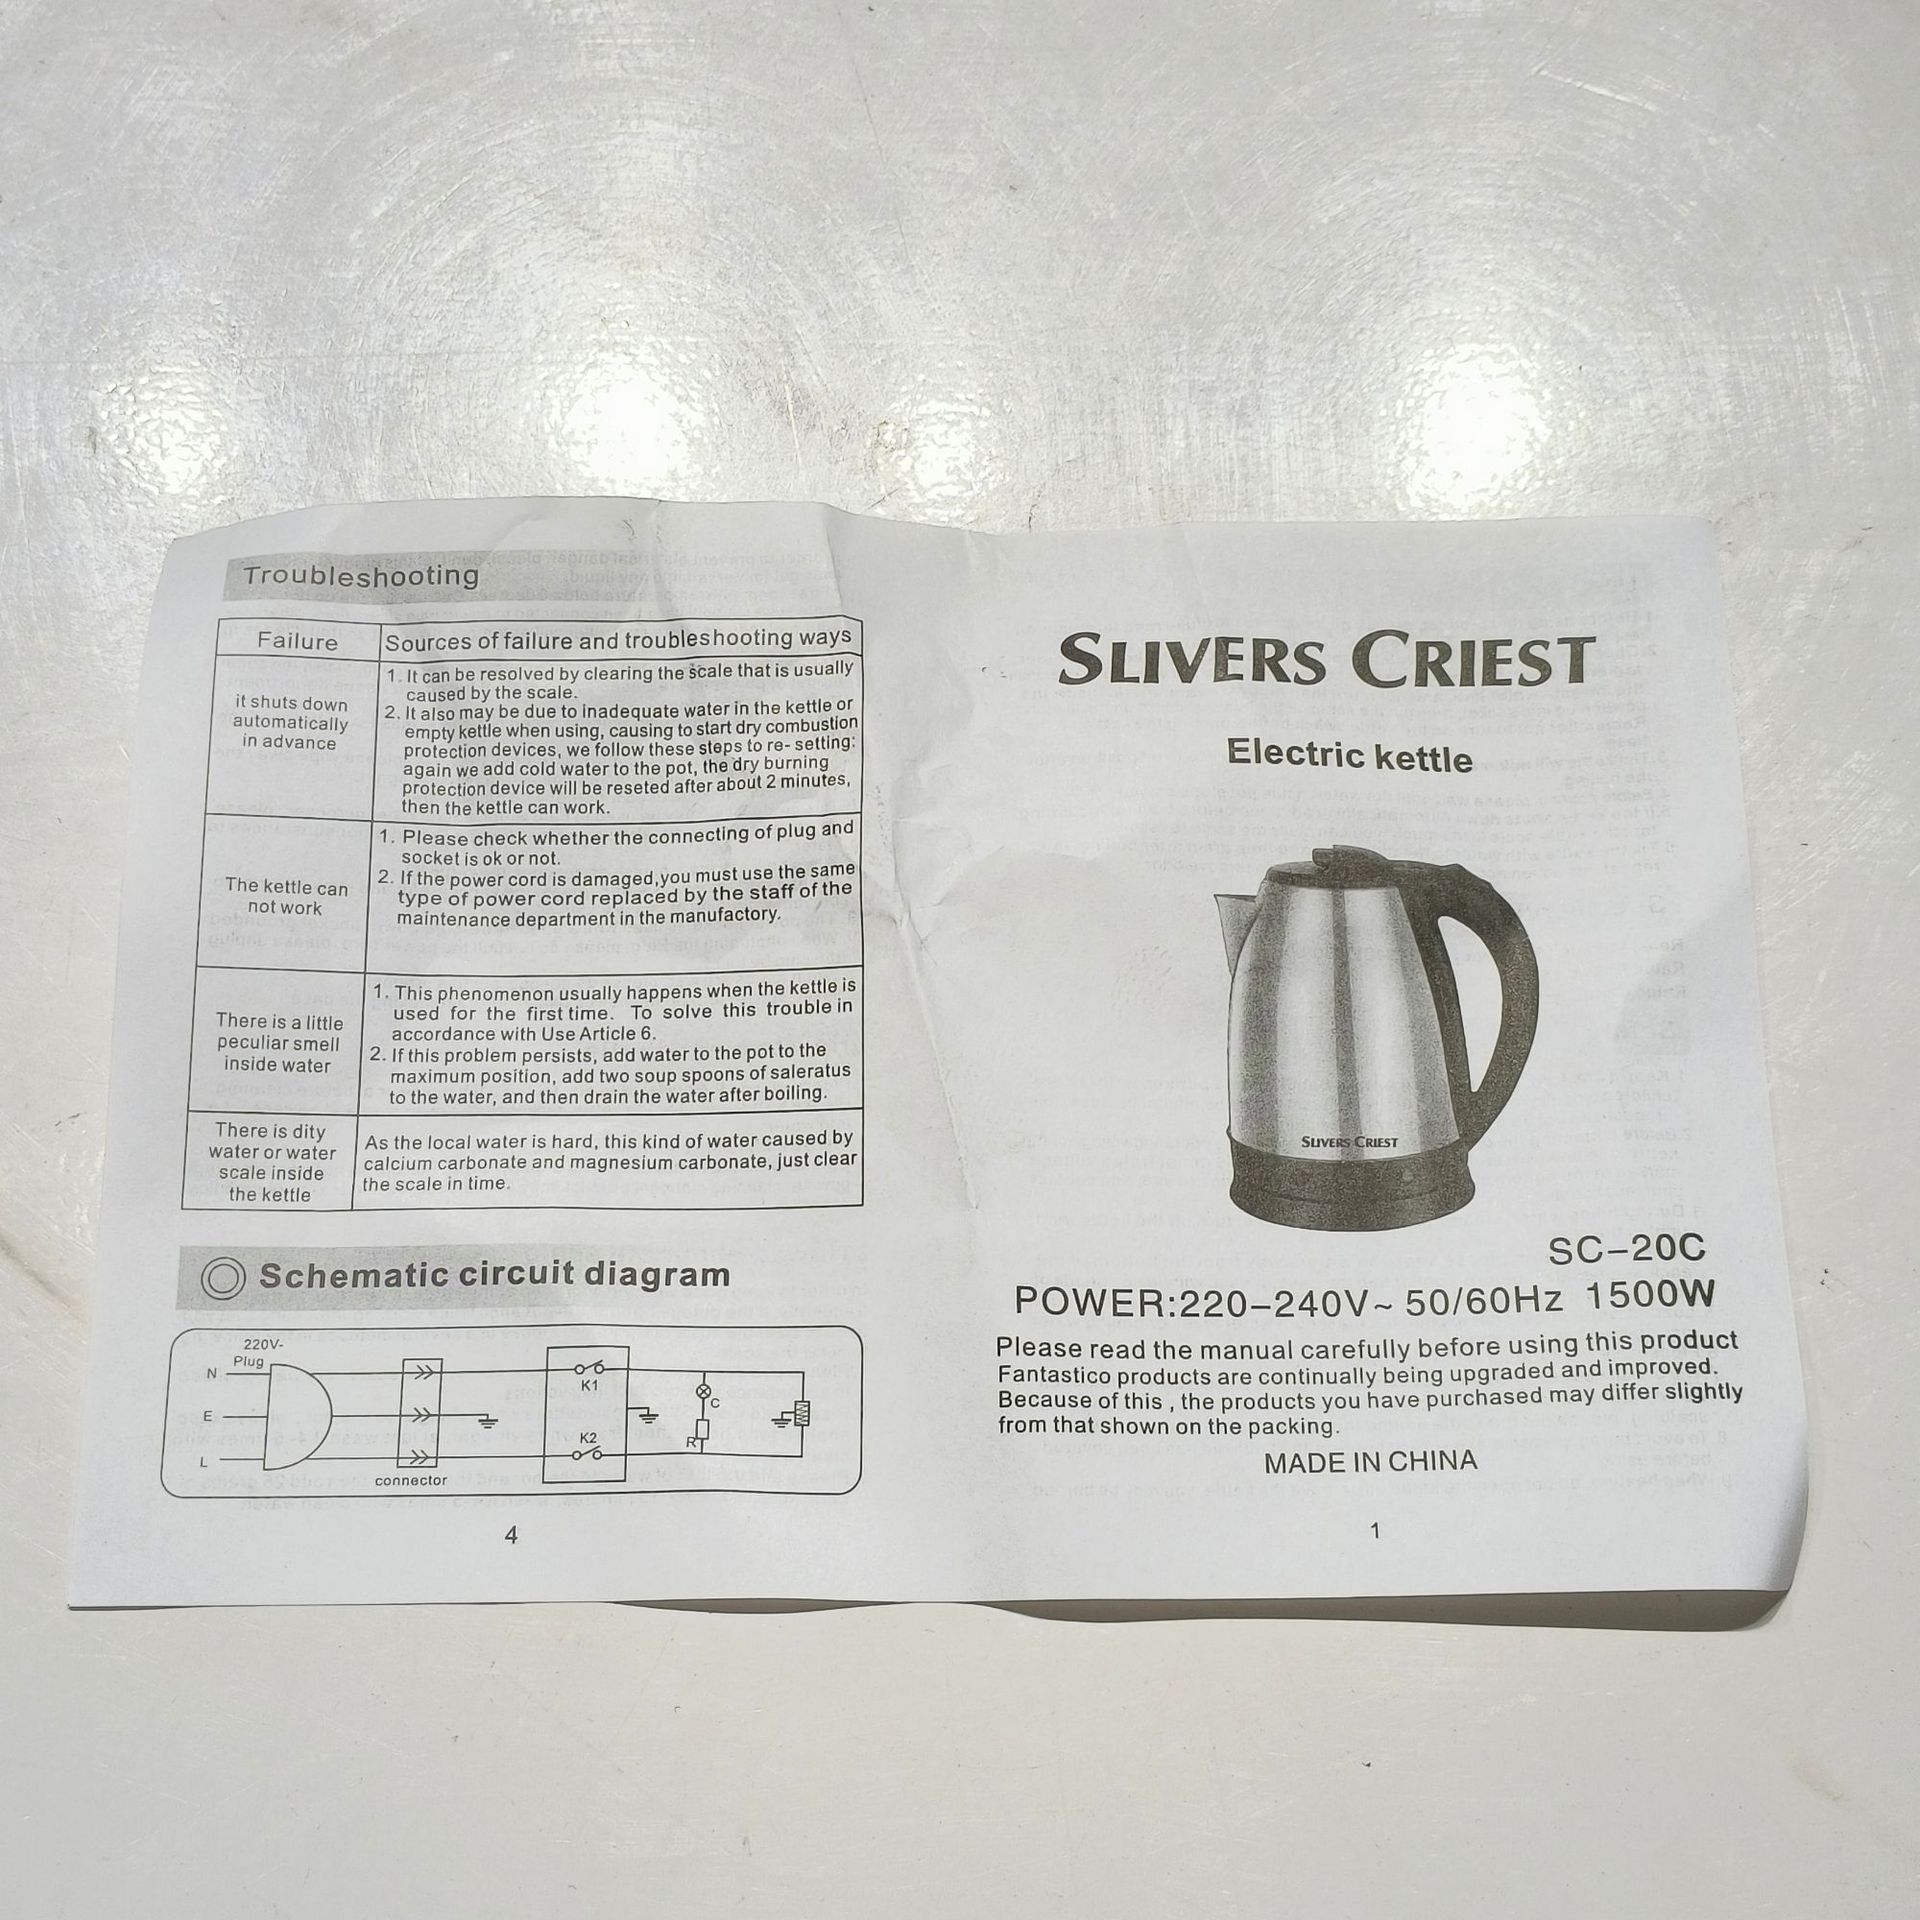 Troubleshooting
Failure
Sources of failure and troubleshooting ways
it shuts down
automatically
in advance
1. It can be resolved by clearing the scale that is usually
caused by the scale.
2. It also may be due to inadequate water in the kettle or
empty kettle when using, causing to start dry combustion
protection devices, we follow these steps to re- setting:
again we add cold water to the pot, the dry burning
protection device will be reseted after about 2 minutes,
then the kettle can work.
The kettle can
not work
1. Please check whether the connecting of plug and
socket is ok or not.
2. If the power cord is damaged,you must use the same
type of power cord replaced by the staff of the
maintenance department in the manufactory.
There is a little
peculiar smell
inside water
1. This phenomenon usually happens when the kettle is
used for the first time. To solve this trouble in
accordance with Use Article 6.
2. If this problem persists, add water to the pot to the
maximum position, add two soup spoons of saleratus
to the water, and then drain the water after boiling.
There is dity
water or water
scale inside
the kettle
As the local water is hard, this kind of water caused by
calcium carbonate and magnesium carbonate, just clear
the scale in time.
Schematic circuit diagram
220V-
Plug
N
E
L
connector
K1
K2
C
R
4
SLIVERS CRIEST
Electric kettle
SLIVERS CRIEST
SC-20C
POWER:220-240V~ 50/60Hz 1500W
Please read the manual carefully before using this product
Fantastico products are continually being upgraded and improved.
Because of this , the products you have purchased may differ slightly
from that shown on the packing.
MADE IN CHINA
1